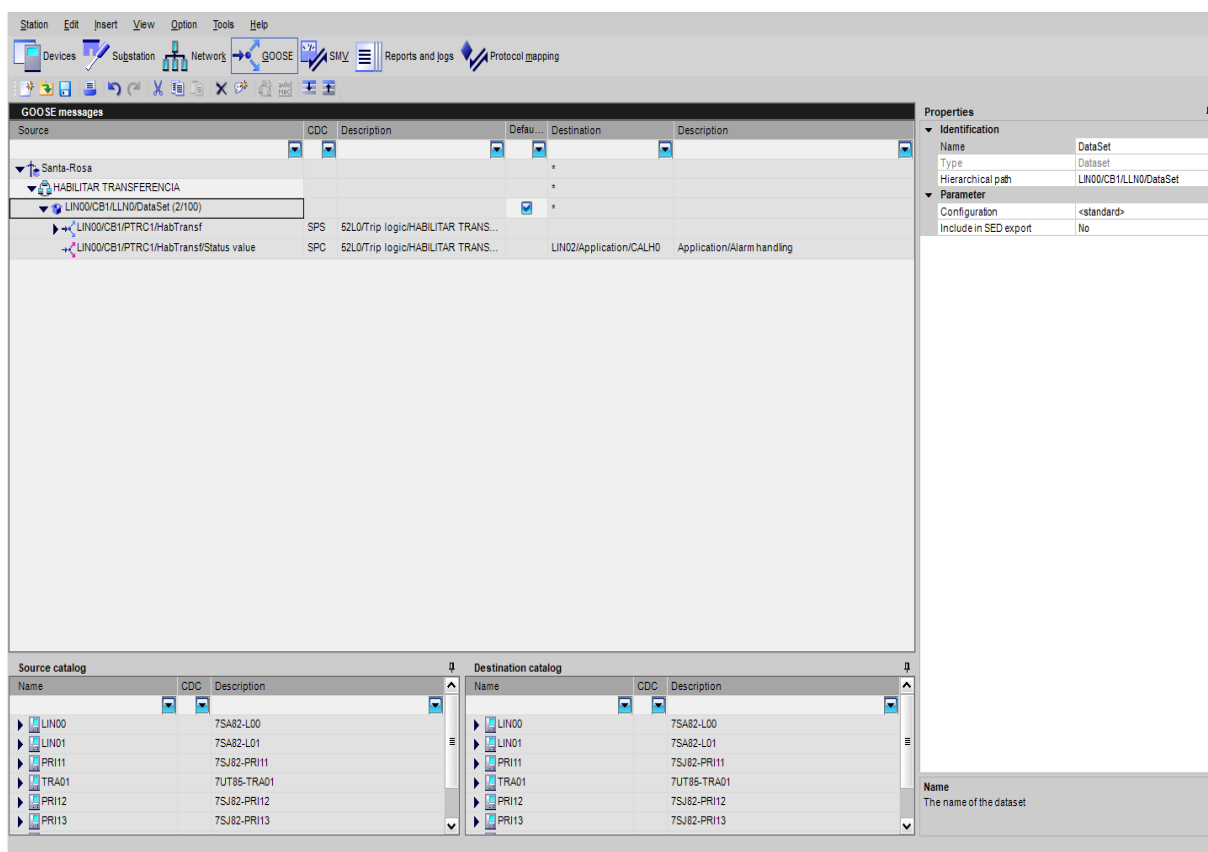 Station Edit Insert View Option Tools Help
Devices Substation Network GOOSE SMV Reports and logs Protocol mapping
GOOSE messages
Source CDC Description Defau... Destination Description
Santa-Rosa *
HABILITAR TRANSFERENCIA *
LIN00/CB1/LLN0/DataSet (2/100) *
LIN00/CB1/PTRC1/HabTransf SPS 52L0/Trip logic/HABILITAR TRANS...
LIN00/CB1/PTRC1/HabTransf/Status value SPC 52L0/Trip logic/HABILITAR TRANS... LIN02/Application/CALH0 Application/Alarm handling
Properties
Identification
Name DataSet
Type Dataset
Hierarchical path LIN00/CB1/LLN0/DataSet
Parameter
Configuration <standard>
Include in SED export No
Source catalog
Name CDC Description
LIN00 7SA82-L00
LIN01 7SA82-L01
PRI11 7SJ82-PRI11
TRA01 7UT85-TRA01
PRI12 7SJ82-PRI12
PRI13 7SJ82-PRI13
Destination catalog
Name CDC Description
LIN00 7SA82-L00
LIN01 7SA82-L01
PRI11 7SJ82-PRI11
TRA01 7UT85-TRA01
PRI12 7SJ82-PRI12
PRI13 7SJ82-PRI13
Name
The name of the dataset